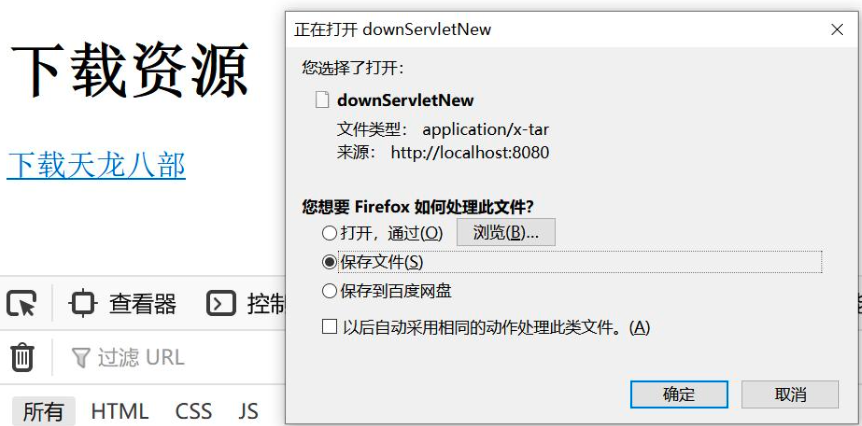 下载资源
下载天龙八部
正在打开 downServletNew
您选择了打开：
downServletNew
文件类型： application/x-tar
来源： http://localhost:8080
您想要 Firefox 如何处理此文件？
打开，通过(O) 浏览(B)...
保存文件(S)
保存到百度网盘
以后自动采用相同的动作处理此类文件。(A)
确定 取消
查看器 控制
过滤 URL
所有 HTML CSS JS